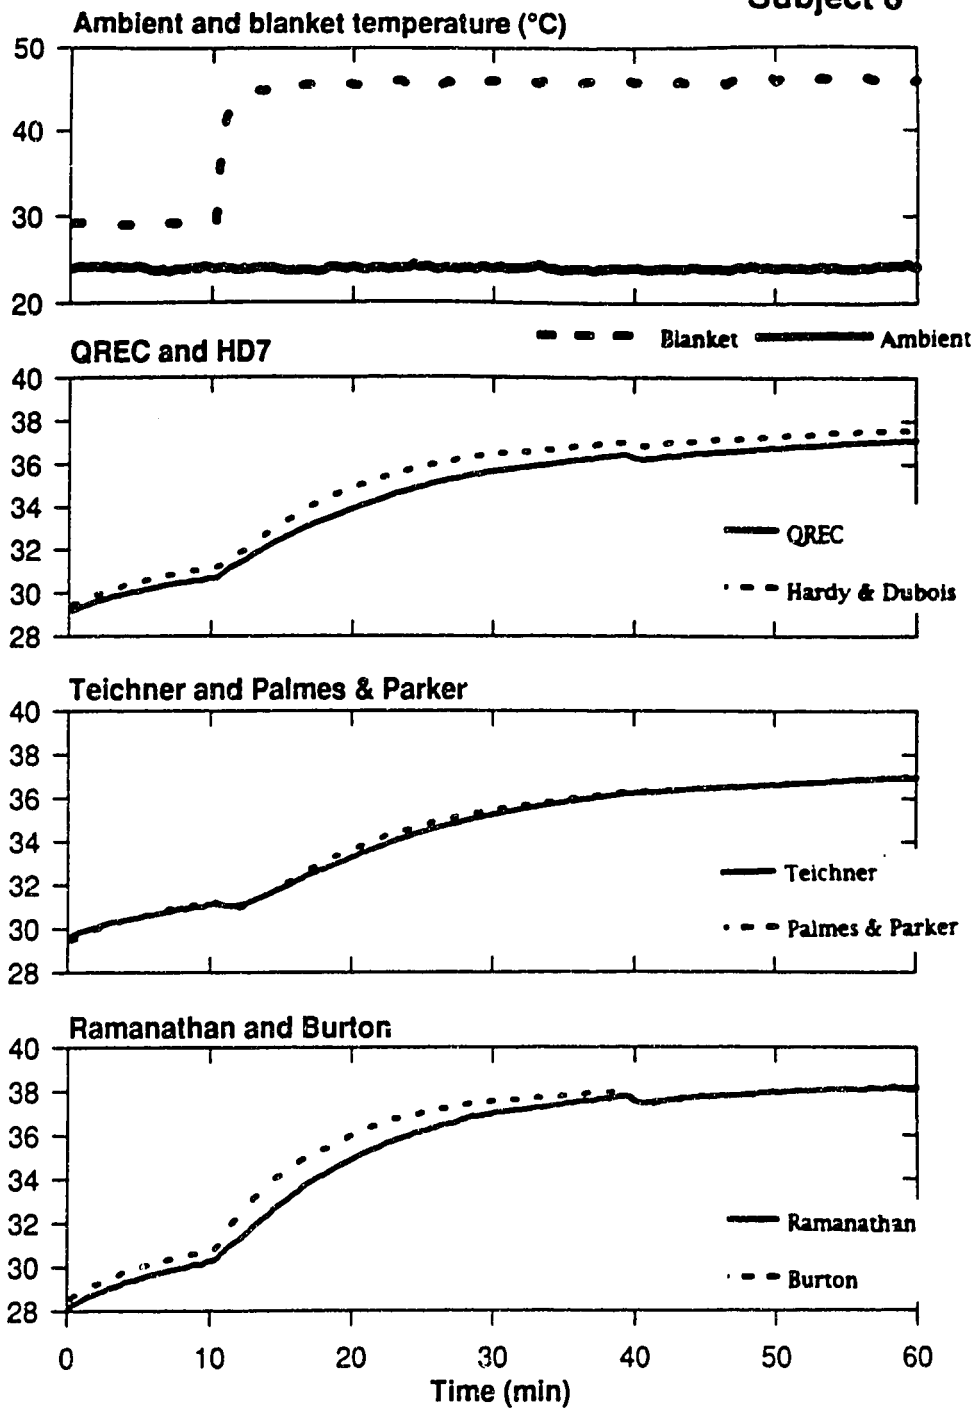 Subject 6
Ambient and blanket temperature (°C)
50
40
30
20
Blanket Ambient
QREC and HD7
40
38
36
34
32
30
28
QREC
Hardy & Dubois
Teichner and Palmes & Parker
40
38
36
34
32
30
28
Teichner
Palmes & Parker
Ramanathan and Burton
40
38
36
34
32
30
28
Ramanathan
Burton
0 10 20 30 40 50 60
Time (min)